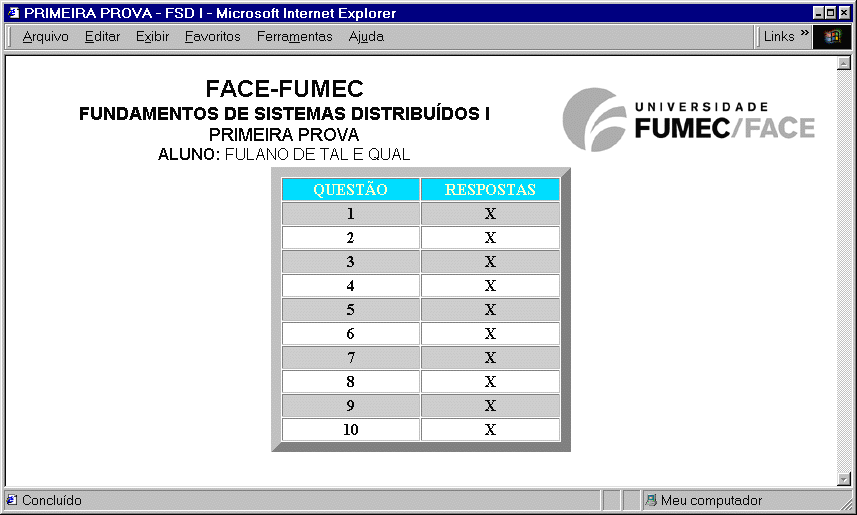 PRIMEIRA PROVA - FSD I - Microsoft Internet Explorer
Arquivo Editar Exibir Favoritos Ferramentas Ajuda Links »
FACE-FUMEC
FUNDAMENTOS DE SISTEMAS DISTRIBUÍDOS I
PRIMEIRA PROVA
ALUNO: FULANO DE TAL E QUAL
UNIVERSIDADE
FUMEC/FACE
QUESTÃO RESPOSTAS
1 X
2 X
3 X
4 X
5 X
6 X
7 X
8 X
9 X
10 X
Concluído Meu computador